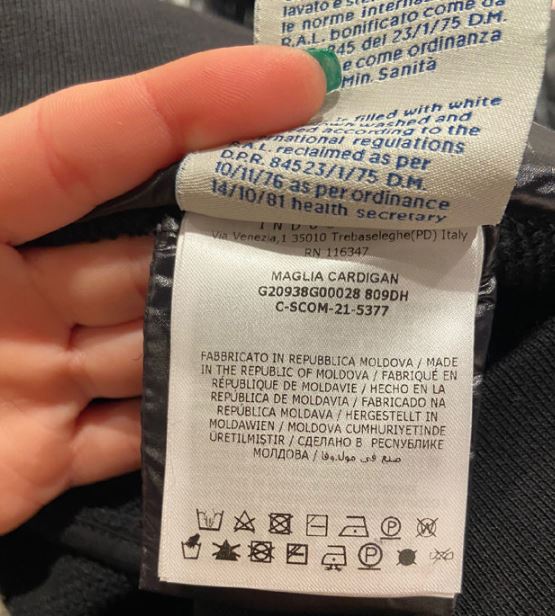 lavato e
le norme interna come da
R.A.L. bonificato
845 del 23/1/75 D.M.
e come ordinanza
Min. Sanità
filled with white
washed and
according to the
national regulations
R.A.L. reclaimed as per
D.P.R. 84523/1/75 D.M.
10/11/76 as per ordinance
14/10/81 health secretary
Via Venezia,1 35010 Trebaseleghe(PD) Italy
RN 116347
MAGLIA CARDIGAN
G20938G00028 809DH
C-SCOM-21-5377
FABBRICATO IN REPUBBLICA MOLDOVA / MADE
IN THE REPUBLIC OF MOLDOVA / FABRIQUÉ EN
RÉPUBLIQUE DE MOLDAVIE / HECHO EN LA
REPÚBLICA DE MOLDAVIA / FABRICADO NA
REPÚBLICA MOLDAVA / HERGESTELLT IN
MOLDAWIEN / MOLDOVA CUMHURIYETINDE
ÜRETILMIŞTIR / СДЕЛАНО В РЕСПУБЛИКЕ
МОЛДОВА / صنع في مولدوفا